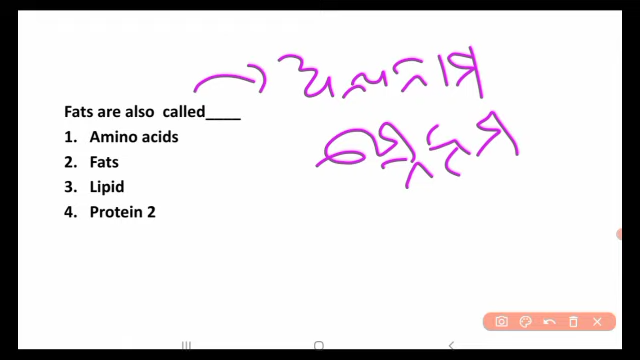 Fats are also called____
1. Amino acids
2. Fats
3. Lipid
4. Protein 2